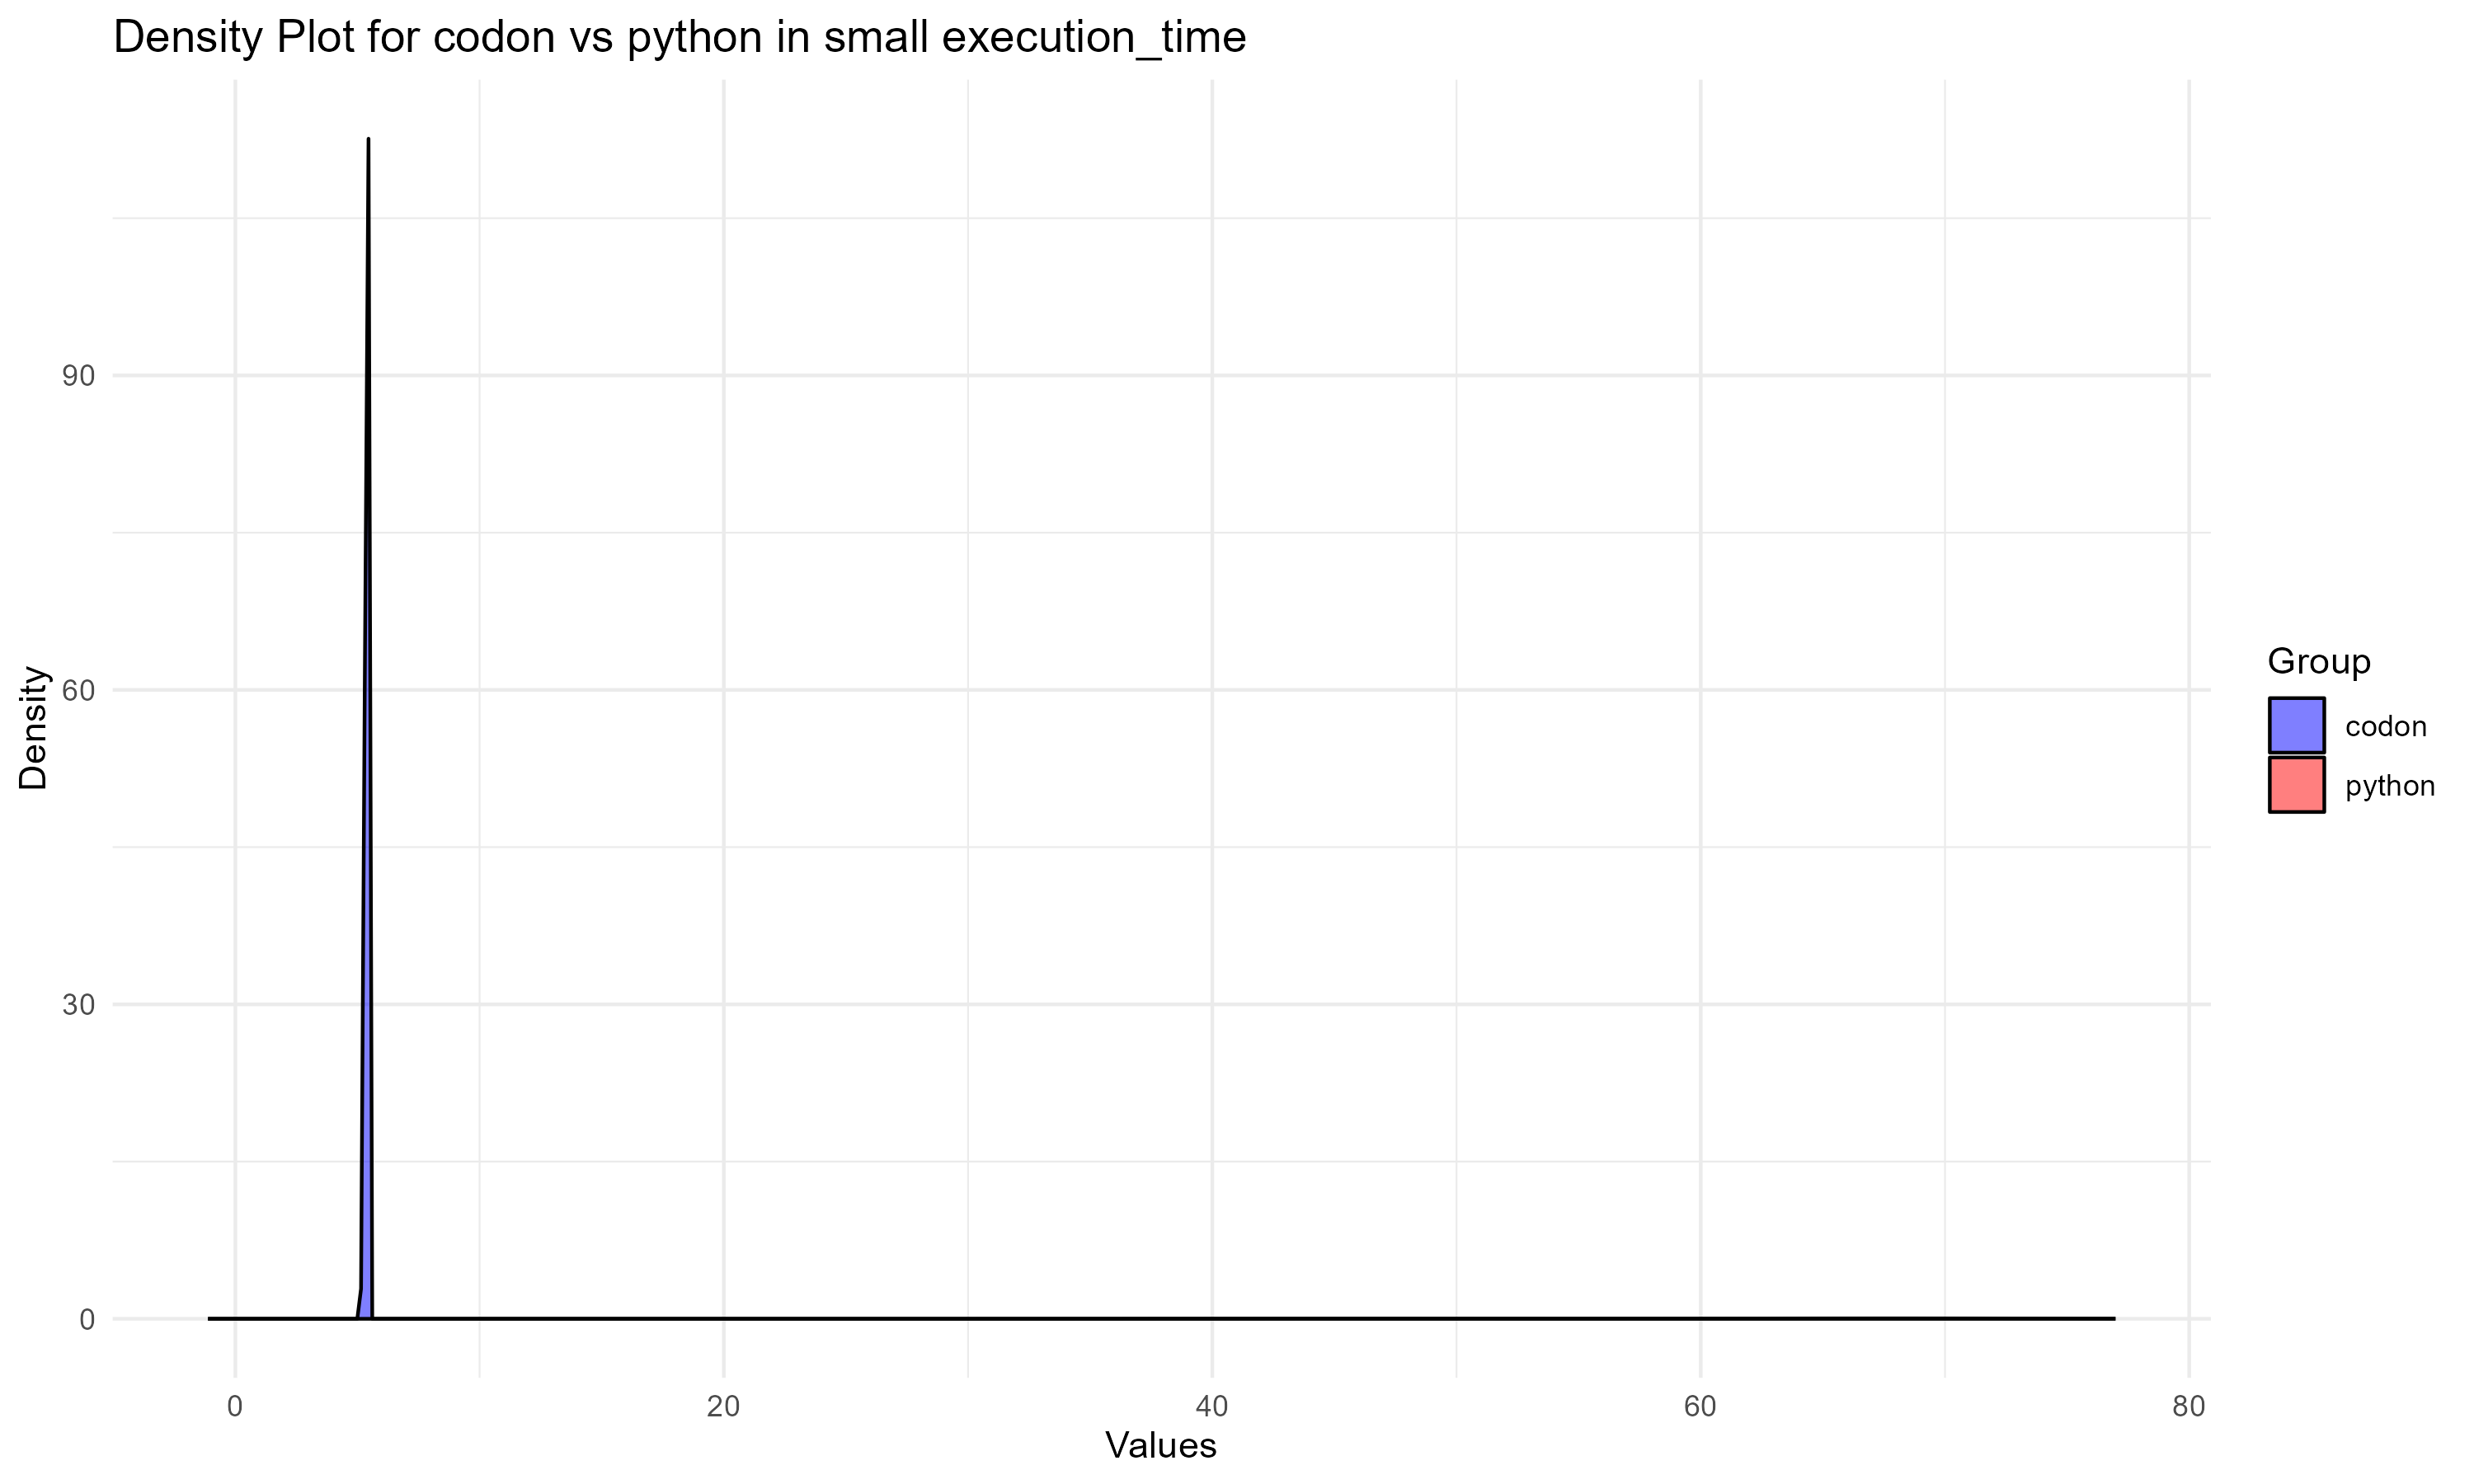 Density Plot for codon vs python in small execution_time
90
60
30
0
Density
0 20 40 60 80
Values
Group
codon
python